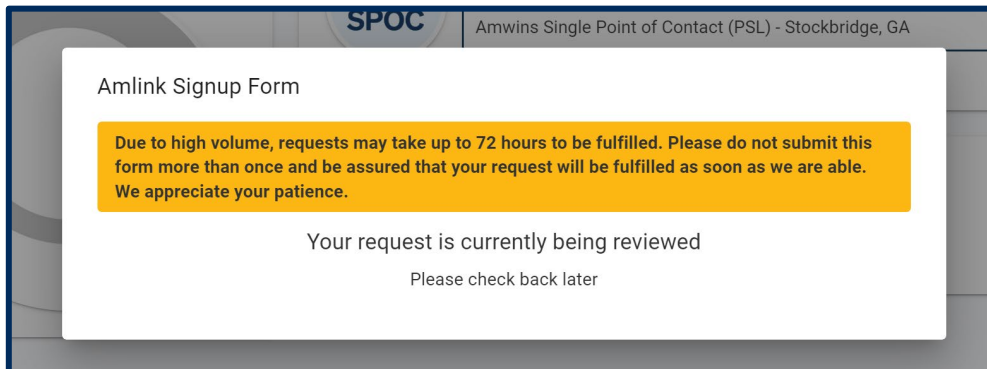 SPOC
Amwins Single Point of Contact (PSL) - Stockbridge, GA
Amlink Signup Form
Due to high volume, requests may take up to 72 hours to be fulfilled. Please do not submit this
form more than once and be assured that your request will be fulfilled as soon as we are able.
We appreciate your patience.
Your request is currently being reviewed
Please check back later